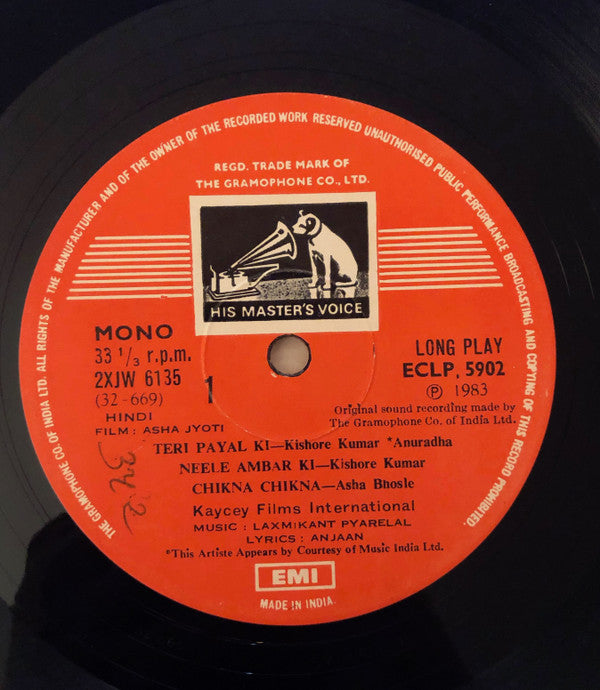 THE GRAMOPHONE CO. OF INDIA LTD. ALL RIGHTS OF THE MANUFACTURER AND OF THE OWNER OF THE RECORDED WORK RESERVED UNAUTHORISED PUBLIC PERFORMANCE BROADCASTING AND COPYING OF THIS RECORD PROHIBITED.
REGD. TRADE MARK OF
THE GRAMOPHONE CO., LTD.
HIS MASTER'S VOICE
MONO
33 1/3 r.p.m.
2XJW 6135
1
(32-669)
HINDI
FILM : ASHA JYOTI
LONG PLAY
ECLP. 5902
Ⓟ 1983
Original sound recording made by
The Gramophone Co. of India Ltd.
TERI PAYAL KI—Kishore Kumar *Anuradha
NEELE AMBAR KI—Kishore Kumar
CHIKNA CHIKNA—Asha Bhosle
Kaycey Films International
MUSIC : LAXMIKANT PYARELAL
LYRICS : ANJAAN
*This Artiste Appears by Courtesy of Music India Ltd.
EMI
MADE IN INDIA.